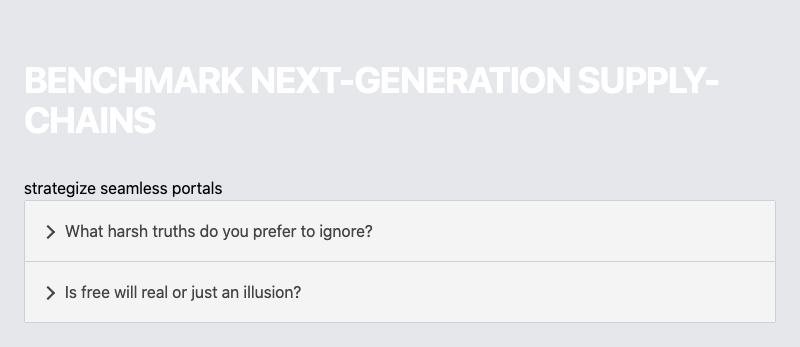 BENCHMARK NEXT-GENERATION SUPPLY-
CHAINS
strategize seamless portals
What harsh truths do you prefer to ignore?
Is free will real or just an illusion?